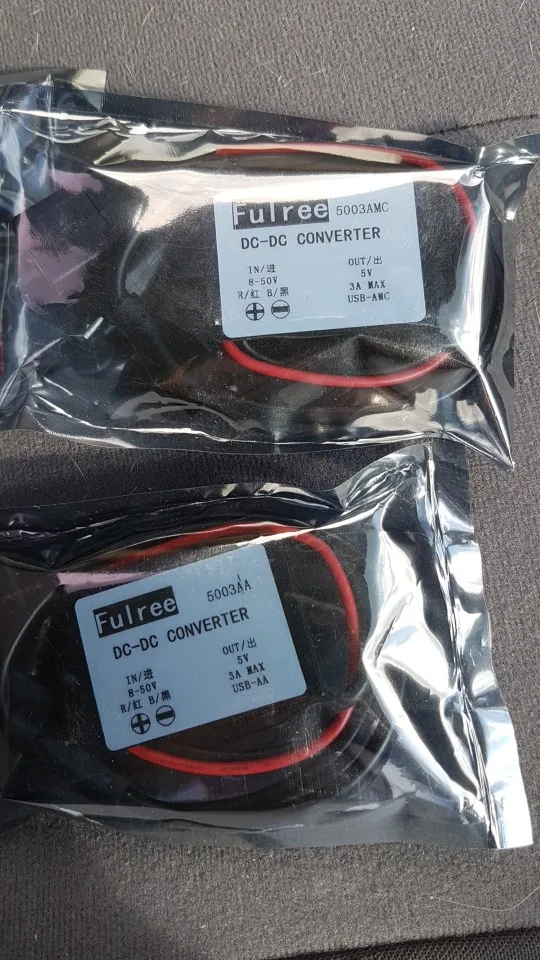 Fulree 5003AMC
DC-DC CONVERTER
IN/进 OUT/出
8-50V 5V
R/红 B/黑 3A MAX
USB-AMC
Fulree 5003AA
DC-DC CONVERTER
IN/进 OUT/出
8-50V 5V
R/红 B/黑 3A MAX
USB-AA